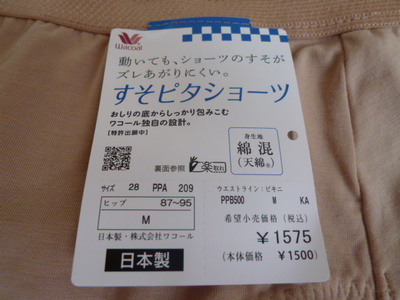 Wacoal
動いても、ショーツのすそが
ズレあがりにくい。
すそピタショーツ
おしりの底からしっかり包みこむ
ワコール独自の設計。
[特許出願中]
身生地
綿混
(天綿®)
裏面参照
楽取れ
サイズ 28 PPA 209
ヒップ 87~95
M
日本製・株式会社ワコール
日本製
ウエストライン:ビキニ
PPB500 M KA
希望小売価格(税込)
¥1575
(本体価格 ¥1500)